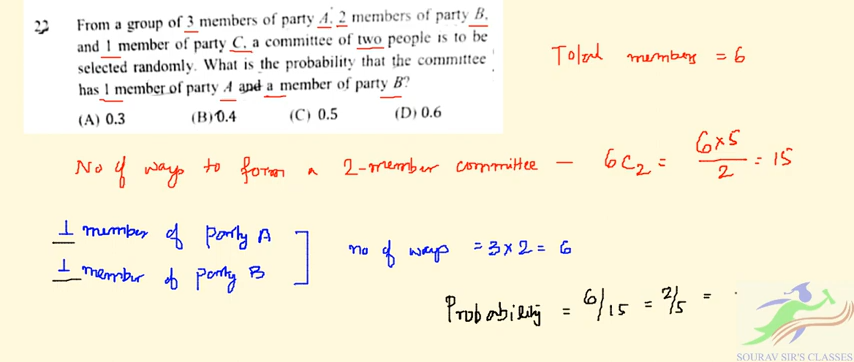 22 From a group of 3 members of party A, 2 members of party B,
and 1 member of party C, a committee of two people is to be
selected randomly. What is the probability that the committee
has 1 member of party A and a member of party B?
(A) 0.3 (B) 0.4 (C) 0.5 (D) 0.6
Total members = 6
No of ways to form a 2-member committee — 6C2 = 6×5/2 = 15
1 member of party A
1 member of party B
no of ways = 3×2 = 6
Probability = 6/15 = 2/5 =
SOURAV SIR'S CLASSES